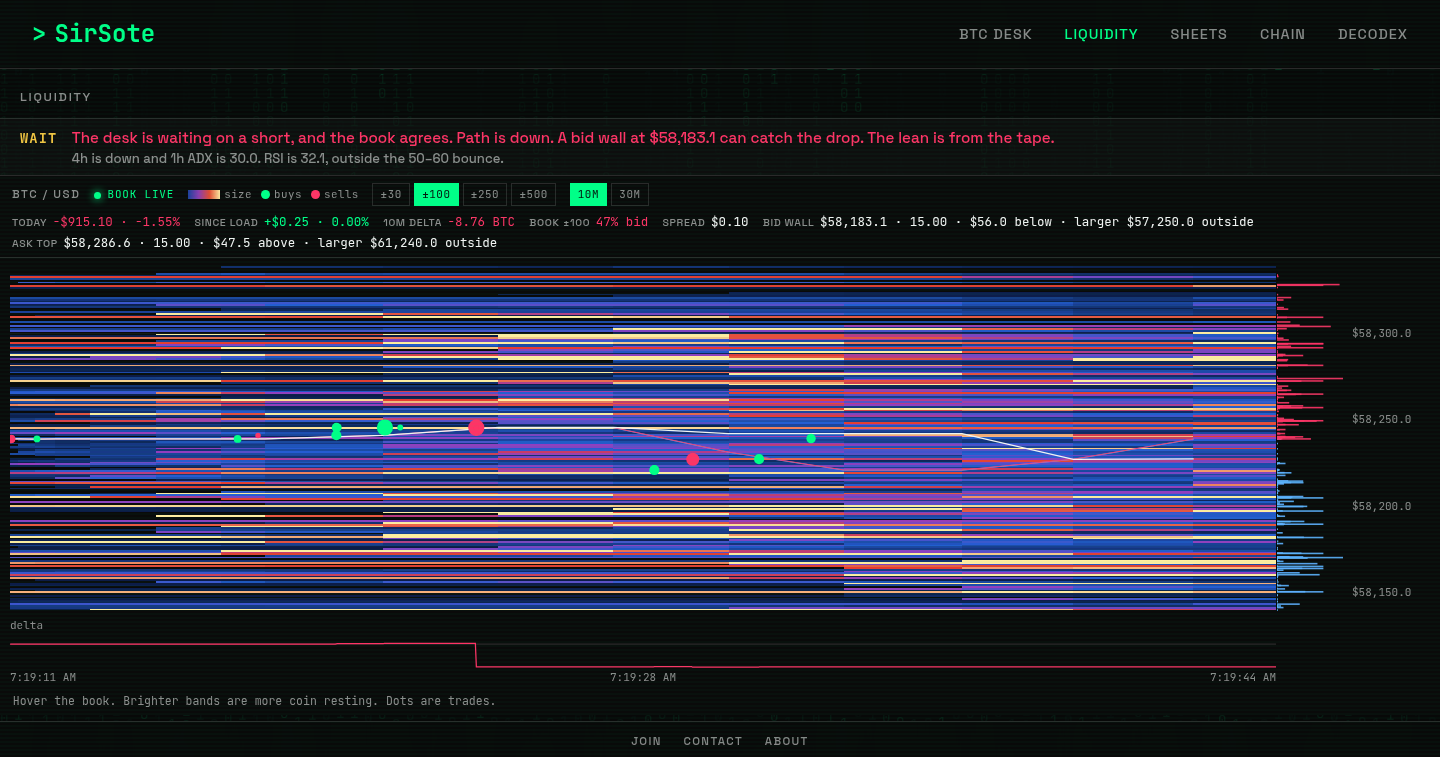 > SirSote
BTC DESK LIQUIDITY SHEETS CHAIN DECODEX
LIQUIDITY
WAIT The desk is waiting on a short, and the book agrees. Path is down. A bid wall at $58,183.1 can catch the drop. The lean is from the tape.
4h is down and 1h ADX is 30.0. RSI is 32.1, outside the 50–60 bounce.
BTC / USD BOOK LIVE size buys sells ±30 ±100 ±250 ±500 10M 30M
TODAY -$915.10 · -1.55% SINCE LOAD +$0.25 · 0.00% 10M DELTA -8.76 BTC BOOK ±100 47% bid SPREAD $0.10 BID WALL $58,183.1 · 15.00 · $56.0 below · larger $57,250.0 outside
ASK TOP $58,286.6 · 15.00 · $47.5 above · larger $61,240.0 outside
$58,300.0
$58,250.0
$58,200.0
$58,150.0
delta
7:19:11 AM 7:19:28 AM 7:19:44 AM
Hover the book. Brighter bands are more coin resting. Dots are trades.
JOIN CONTACT ABOUT